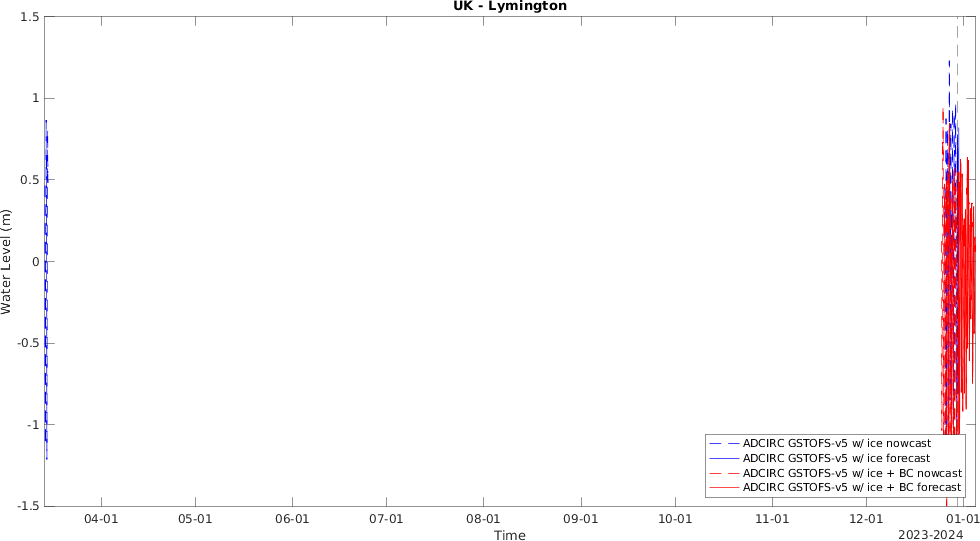 UK - Lymington
1.5
1
0.5
0
-0.5
-1
-1.5
Water Level (m)
04-01 05-01 06-01 07-01 08-01 09-01 10-01 11-01 12-01 01-01
Time
2023-2024
ADCIRC GSTOFS-v5 w/ ice nowcast
ADCIRC GSTOFS-v5 w/ ice forecast
ADCIRC GSTOFS-v5 w/ ice + BC nowcast
ADCIRC GSTOFS-v5 w/ ice + BC forecast